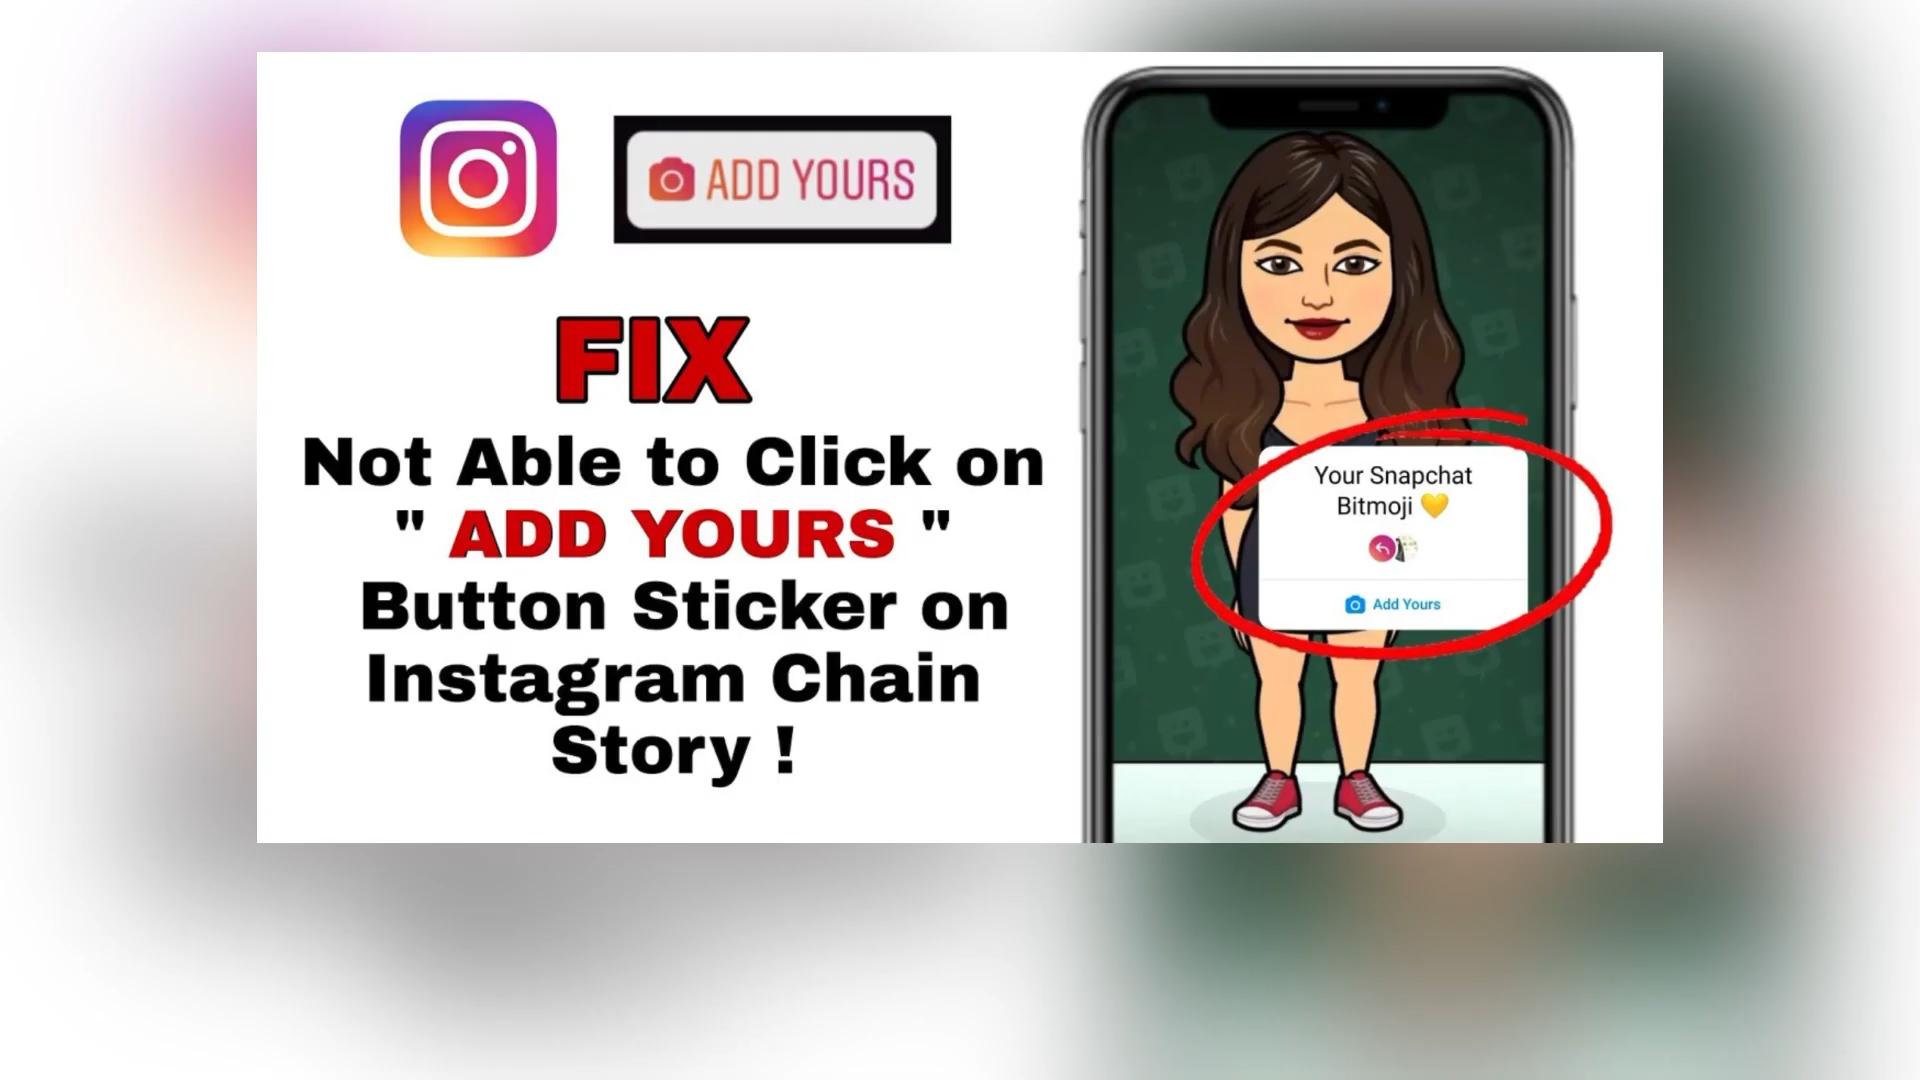 ADD YOURS
FIX
Not Able to Click on
" ADD YOURS "
Button Sticker on
Instagram Chain
Story !
Your Snapchat
Bitmoji 💛
Add Yours